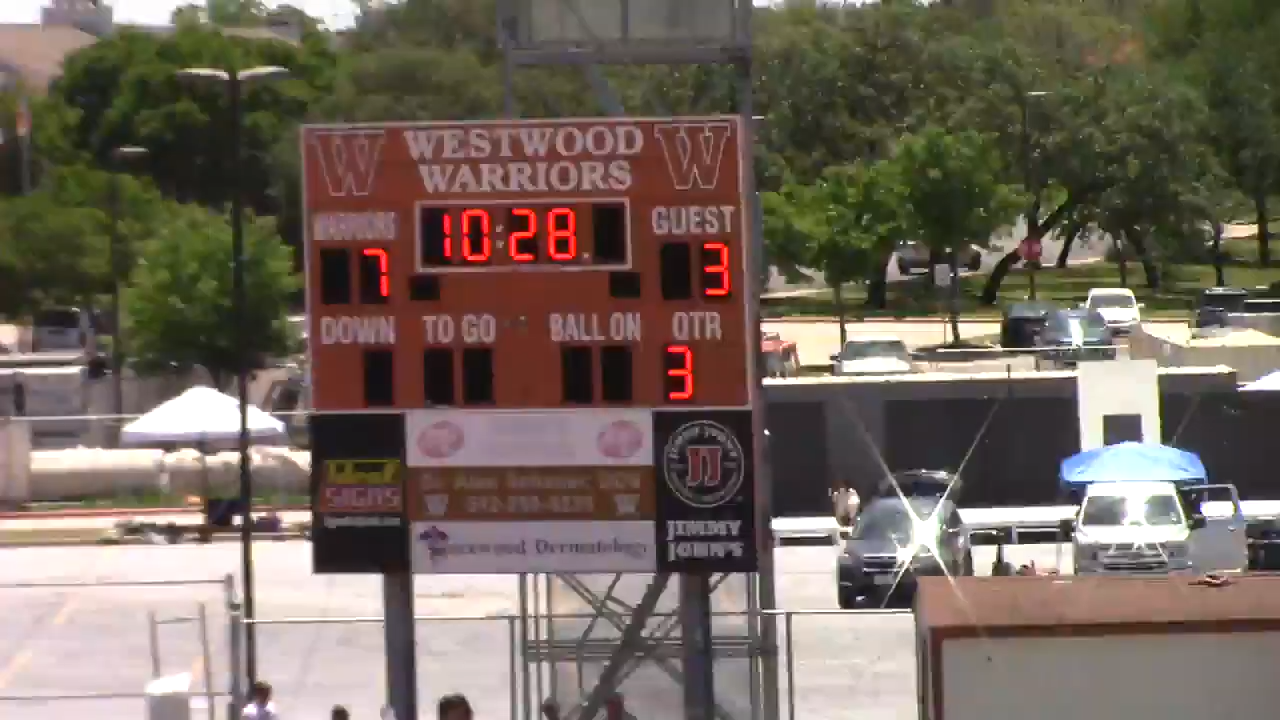 W WESTWOOD W
WARRIORS
WARRIORS 10:28 GUEST
7 3
DOWN TO GO BALL ON QTR
3
SIGNS
JJ
JIMMY
JOHN'S
Dermatology